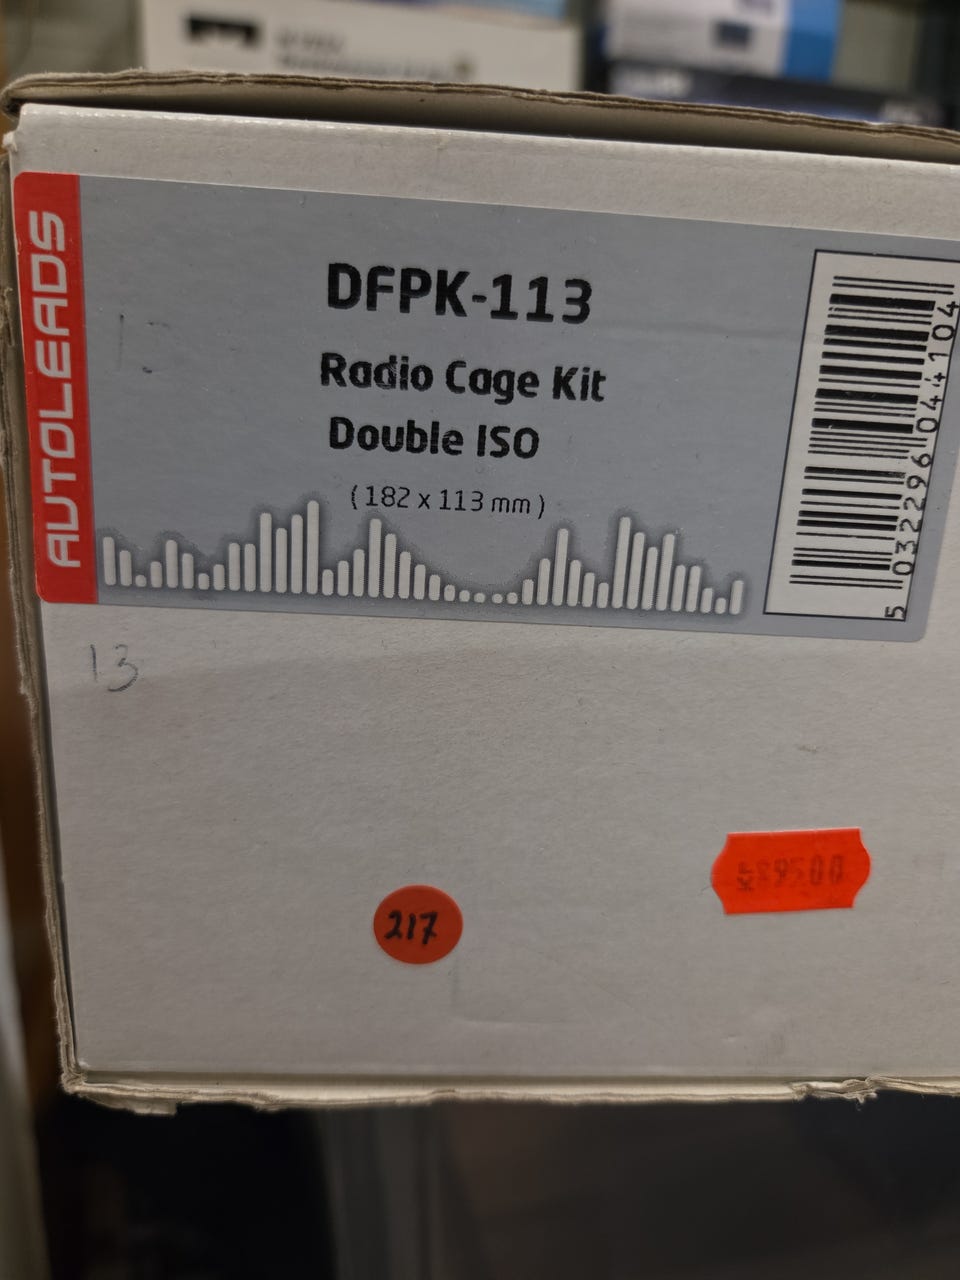 AUTOLEADS
DFPK-113
Radio Cage Kit
Double ISO
( 182 x 113 mm )
5 032296 044104
13
217